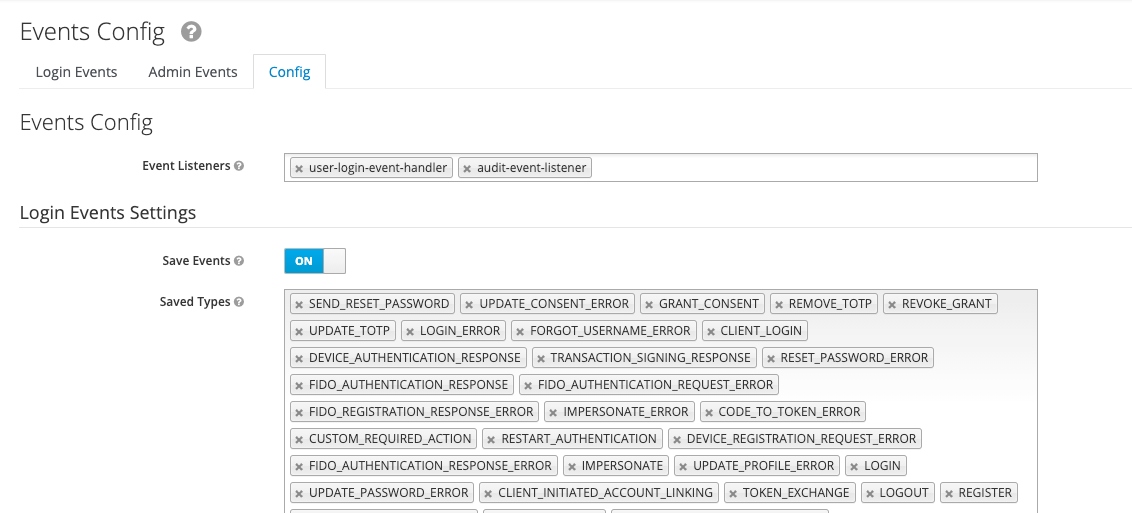 Events Config ?
Login Events Admin Events Config
Events Config
Event Listeners ? × user-login-event-handler × audit-event-listener
Login Events Settings
Save Events ? ON
Saved Types ? × SEND_RESET_PASSWORD × UPDATE_CONSENT_ERROR × GRANT_CONSENT × REMOVE_TOTP × REVOKE_GRANT
× UPDATE_TOTP × LOGIN_ERROR × FORGOT_USERNAME_ERROR × CLIENT_LOGIN
× DEVICE_AUTHENTICATION_RESPONSE × TRANSACTION_SIGNING_RESPONSE × RESET_PASSWORD_ERROR
× FIDO_AUTHENTICATION_RESPONSE × FIDO_AUTHENTICATION_REQUEST_ERROR
× FIDO_REGISTRATION_RESPONSE_ERROR × IMPERSONATE_ERROR × CODE_TO_TOKEN_ERROR
× CUSTOM_REQUIRED_ACTION × RESTART_AUTHENTICATION × DEVICE_REGISTRATION_REQUEST_ERROR
× FIDO_AUTHENTICATION_RESPONSE_ERROR × IMPERSONATE × UPDATE_PROFILE_ERROR × LOGIN
× UPDATE_PASSWORD_ERROR × CLIENT_INITIATED_ACCOUNT_LINKING × TOKEN_EXCHANGE × LOGOUT × REGISTER